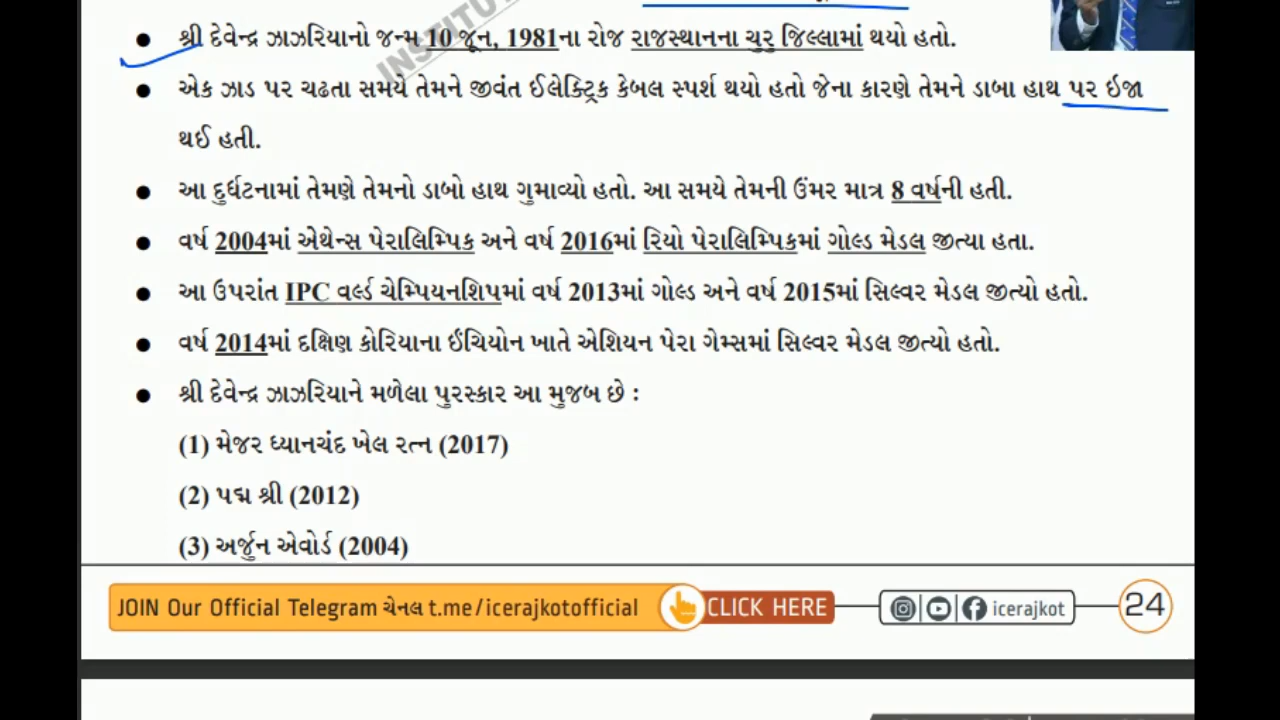 INSTITU
● શ્રી દેવેન્દ્ર ઝાઝરિયાનો જન્મ 10 જૂન, 1981ના રોજ રાજસ્થાનના ચુરુ જિલ્લામાં થયો હતો.
● એક ઝાડ પર ચઢતા સમયે તેમને જીવંત ઈલેક્ટ્રિક કેબલ સ્પર્શ થયો હતો જેના કારણે તેમને ડાબા હાથ પર ઇજા
થઈ હતી.
● આ દુર્ઘટનામાં તેમણે તેમનો ડાબો હાથ ગુમાવ્યો હતો. આ સમયે તેમની ઉંમર માત્ર 8 વર્ષની હતી.
● વર્ષ 2004માં એથેન્સ પેરાલિમ્પિક અને વર્ષ 2016માં રિયો પેરાલિમ્પિકમાં ગોલ્ડ મેડલ જીત્યા હતા.
● આ ઉપરાંત IPC વર્લ્ડ ચેમ્પિયનશિપમાં વર્ષ 2013માં ગોલ્ડ અને વર્ષ 2015માં સિલ્વર મેડલ જીત્યો હતો.
● વર્ષ 2014માં દક્ષિણ કોરિયાના ઈંચિયોન ખાતે એશિયન પેરા ગેમ્સમાં સિલ્વર મેડલ જીત્યો હતો.
● શ્રી દેવેન્દ્ર ઝાઝરિયાને મળેલા પુરસ્કાર આ મુજબ છે :
(1) મેજર ધ્યાનચંદ ખેલ રત્ન (2017)
(2) પદ્મ શ્રી (2012)
(3) અર્જુન એવોર્ડ (2004)
JOIN Our Official Telegram ચેનલ t.me/icerajkotofficial CLICK HERE icerajkot 24